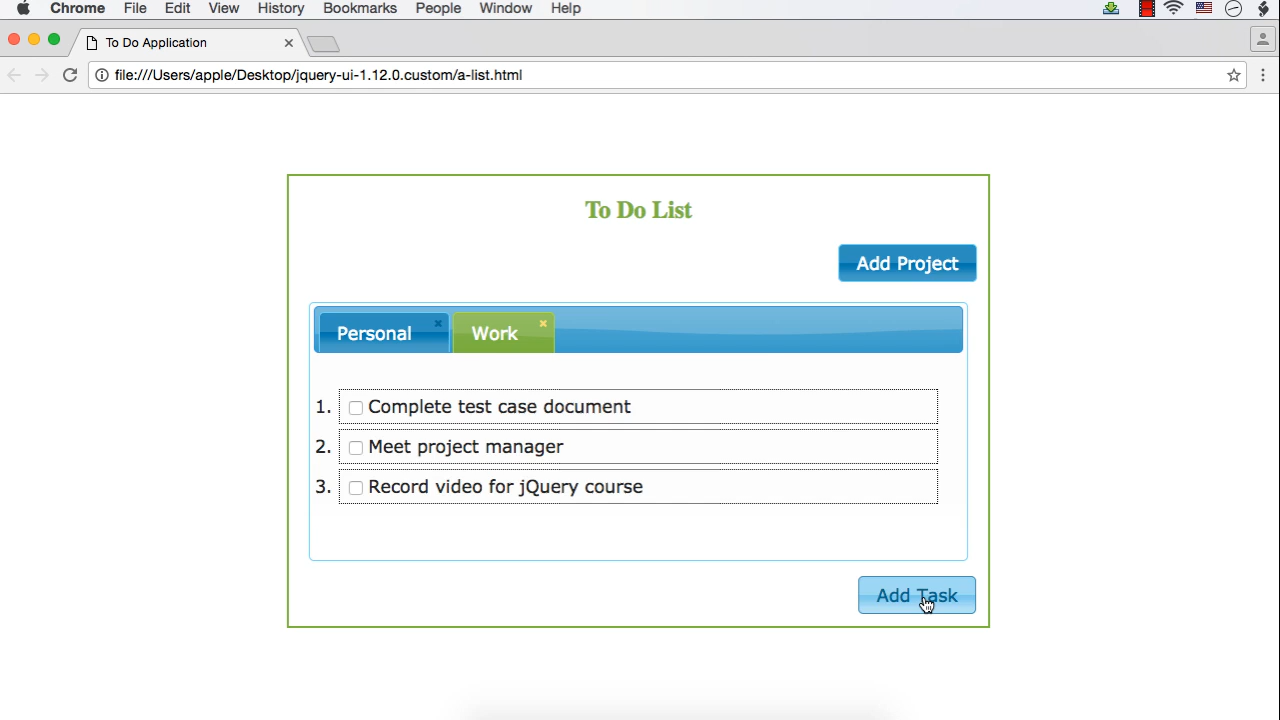 Chrome File Edit View History Bookmarks People Window Help
To Do Application
file:///Users/apple/Desktop/jquery-ui-1.12.0.custom/a-list.html
To Do List
Add Project
Personal x Work x
1. Complete test case document
2. Meet project manager
3. Record video for jQuery course
Add Task